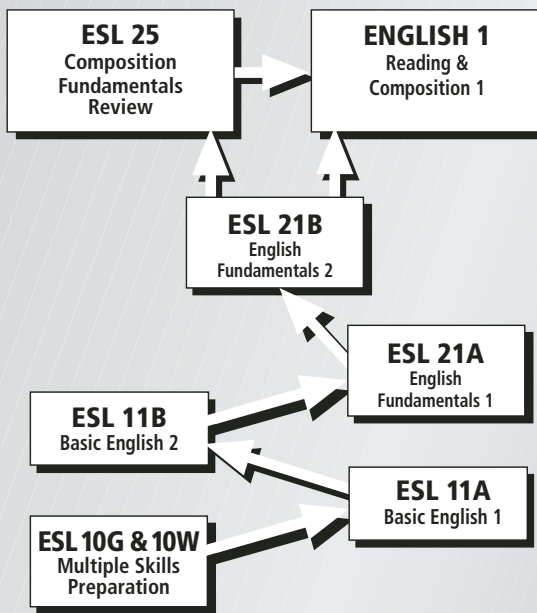 ESL 25
Composition
Fundamentals
Review
ENGLISH 1
Reading &
Composition 1
ESL 21B
English
Fundamentals 2
ESL 21A
English
Fundamentals 1
ESL 11B
Basic English 2
ESL 11A
Basic English 1
ESL 10G & 10W
Multiple Skills
Preparation